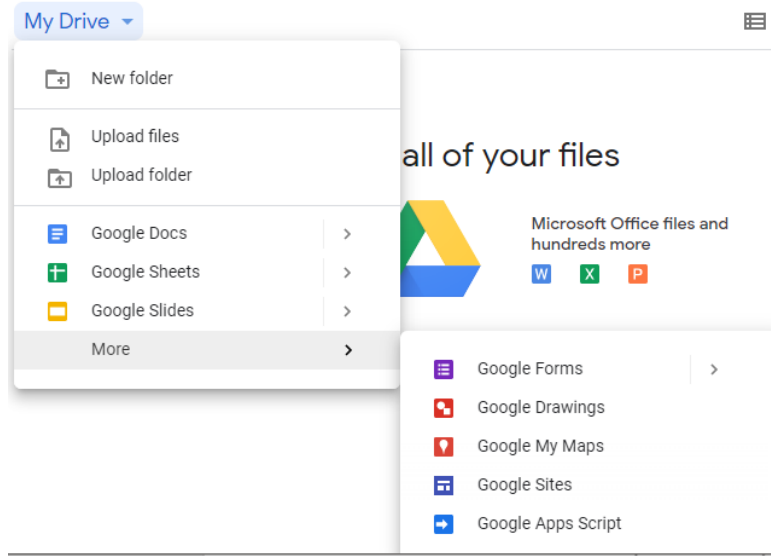 My Drive
New folder
Upload files
Upload folder
Google Docs
Google Sheets
Google Slides
More
all of your files
Microsoft Office files and
hundreds more
W X P
Google Forms
Google Drawings
Google My Maps
Google Sites
Google Apps Script